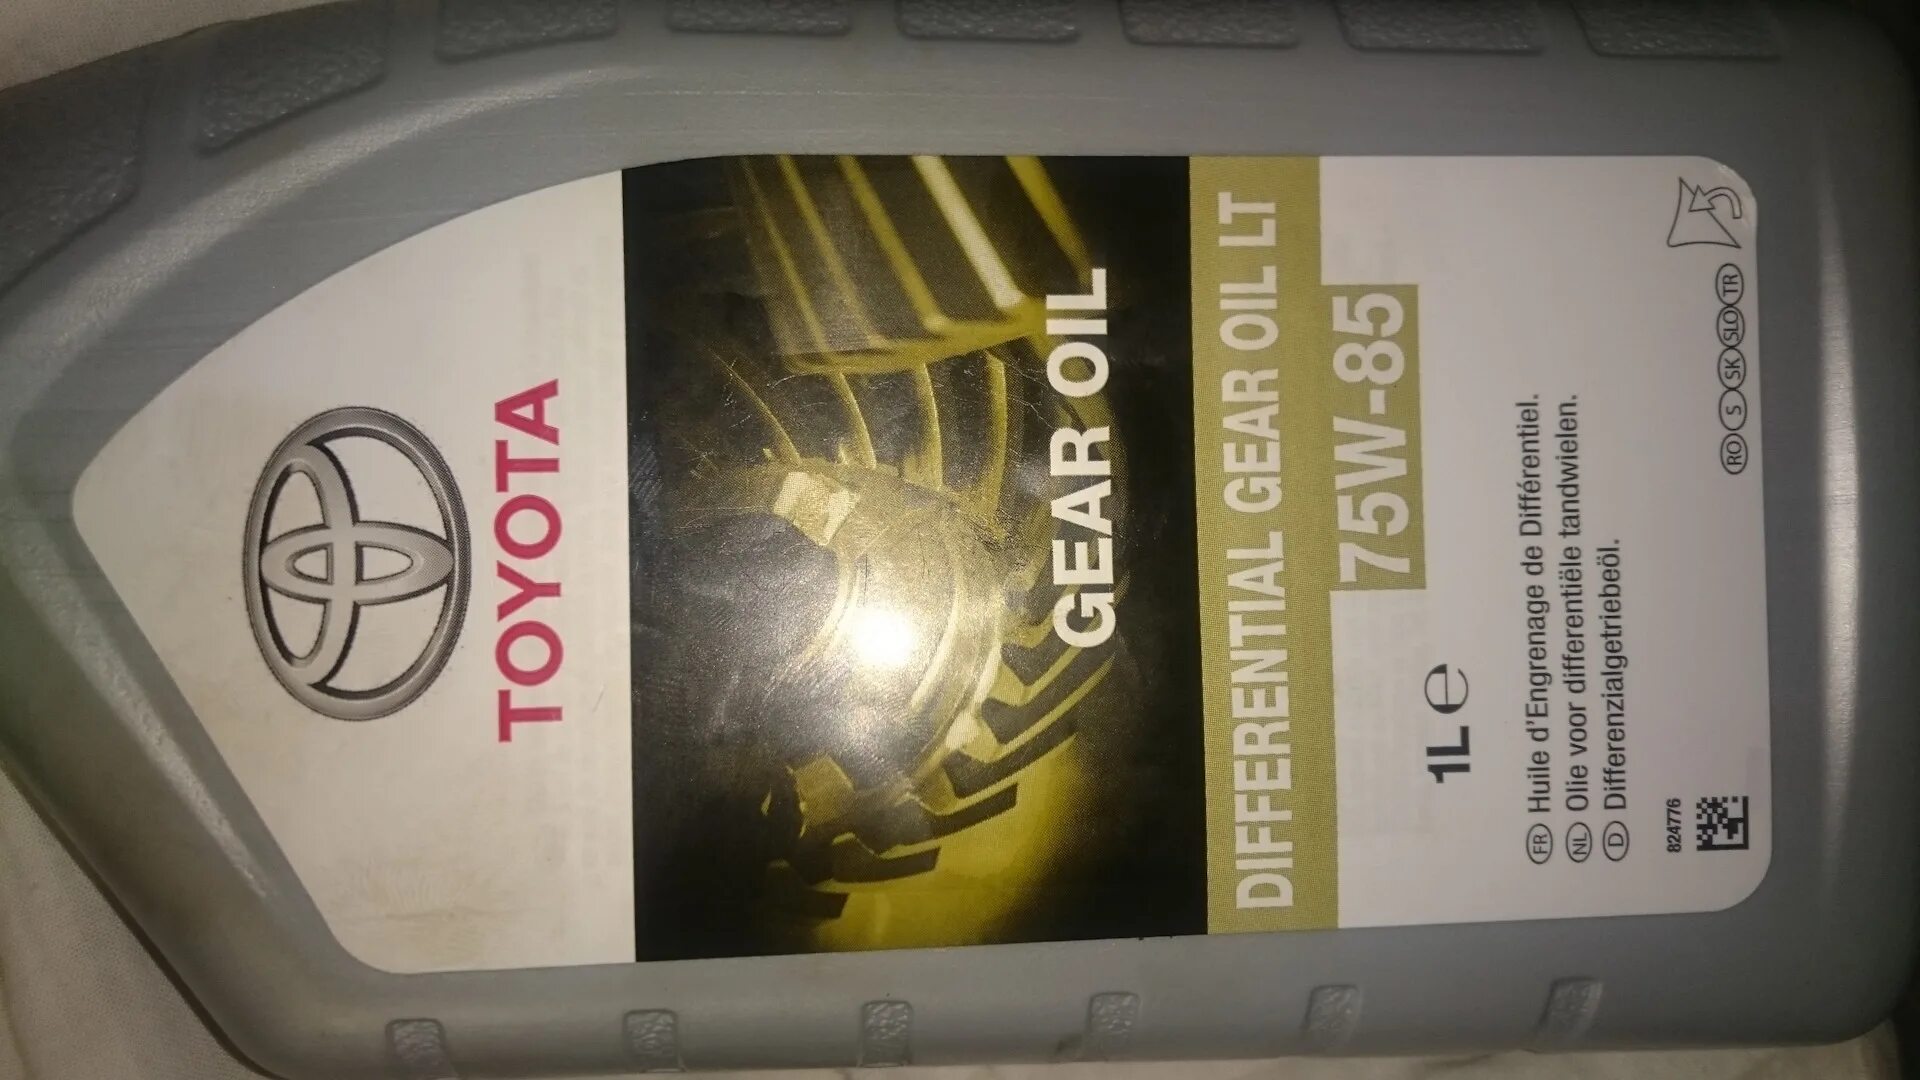 TOYOTA
GEAR OIL
DIFFERENTIAL GEAR OIL LT
75W-85
1L e
FR Huile d'Engrenage de Différentiel.
NL Olie voor differentiële tandwielen.
D Differenzialgetriebeöl.
824776
RO S SK SLO TR